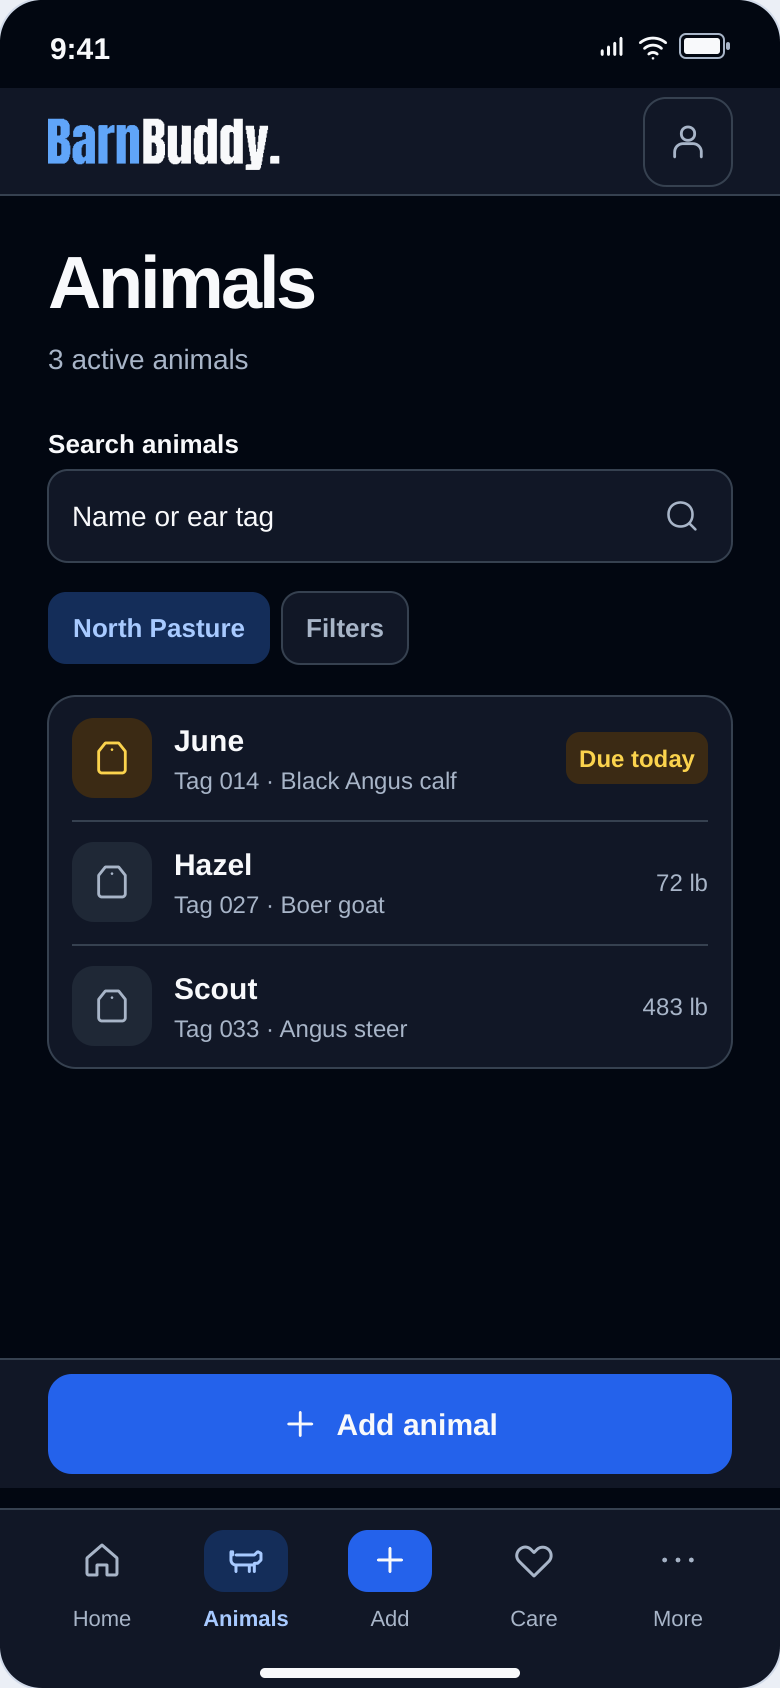 9:41
BarnBuddy.
Animals
3 active animals
Search animals
Name or ear tag
North Pasture
Filters
June
Tag 014 · Black Angus calf
Due today
Hazel
Tag 027 · Boer goat
72 lb
Scout
Tag 033 · Angus steer
483 lb
Add animal
Home
Animals
Add
Care
More